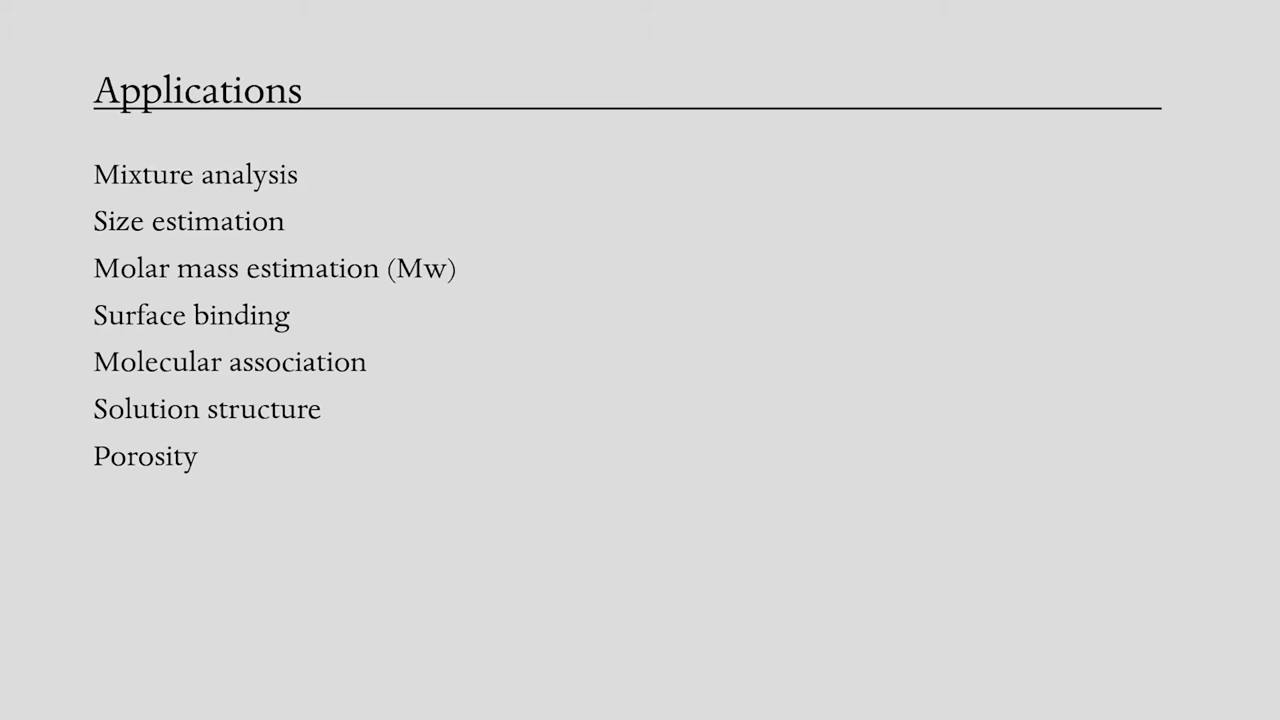 Applications
Mixture analysis
Size estimation
Molar mass estimation (Mw)
Surface binding
Molecular association
Solution structure
Porosity